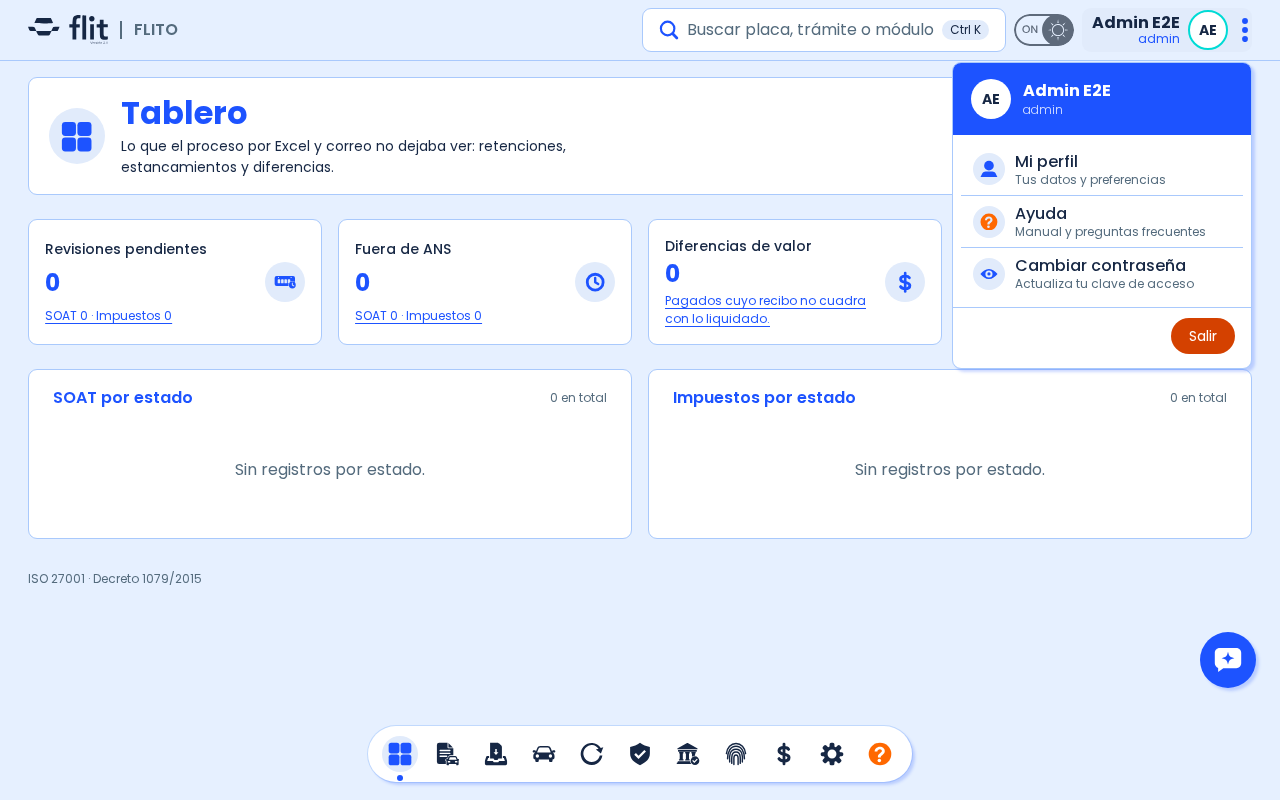 flit | FLITO
Buscar placa, trámite o módulo Ctrl K
ON
Admin E2E
admin
AE
AE
Admin E2E
admin
Mi perfil
Tus datos y preferencias
Ayuda
Manual y preguntas frecuentes
Cambiar contraseña
Actualiza tu clave de acceso
Salir
Tablero
Lo que el proceso por Excel y correo no dejaba ver: retenciones,
estancamientos y diferencias.
Revisiones pendientes
0
SOAT 0 · Impuestos 0
Fuera de ANS
0
SOAT 0 · Impuestos 0
Diferencias de valor
0
Pagados cuyo recibo no cuadra
con lo liquidado.
SOAT por estado
0 en total
Sin registros por estado.
Impuestos por estado
0 en total
Sin registros por estado.
ISO 27001 · Decreto 1079/2015